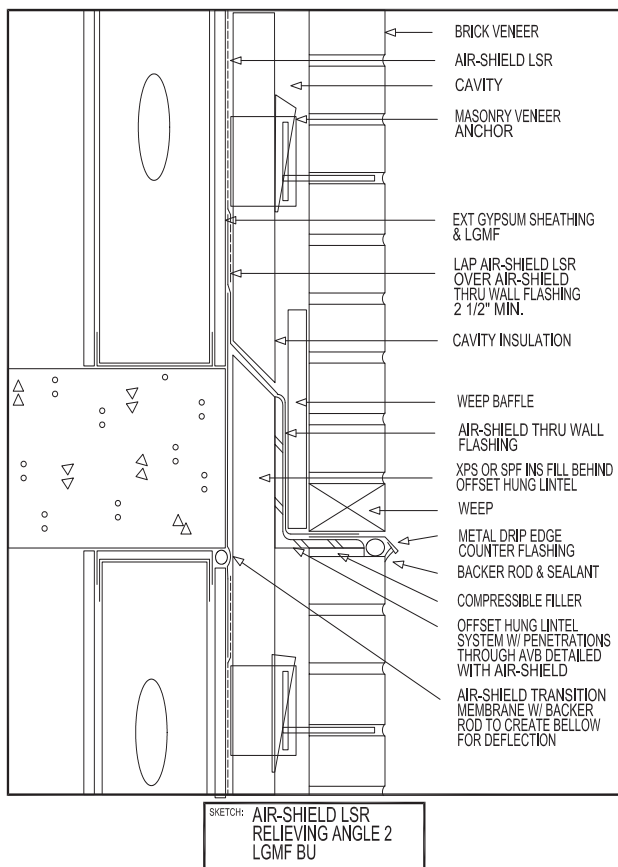 BRICK VENEER
AIR-SHIELD LSR
CAVITY
MASONRY VENEER
ANCHOR
EXT GYPSUM SHEATHING
& LGMF
LAP AIR-SHIELD LSR
OVER AIR-SHIELD
THRU WALL FLASHING
2 1/2" MIN.
CAVITY INSULATION
WEEP BAFFLE
AIR-SHIELD THRU WALL
FLASHING
XPS OR SPF INS FILL BEHIND
OFFSET HUNG LINTEL
WEEP
METAL DRIP EDGE
COUNTER FLASHING
BACKER ROD & SEALANT
COMPRESSIBLE FILLER
OFFSET HUNG LINTEL
SYSTEM W/ PENETRATIONS
THROUGH AVB DETAILED
WITH AIR-SHIELD
AIR-SHIELD TRANSITION
MEMBRANE W/ BACKER
ROD TO CREATE BELLOW
FOR DEFLECTION
SKETCH: AIR-SHIELD LSR
RELIEVING ANGLE 2
LGMF BU